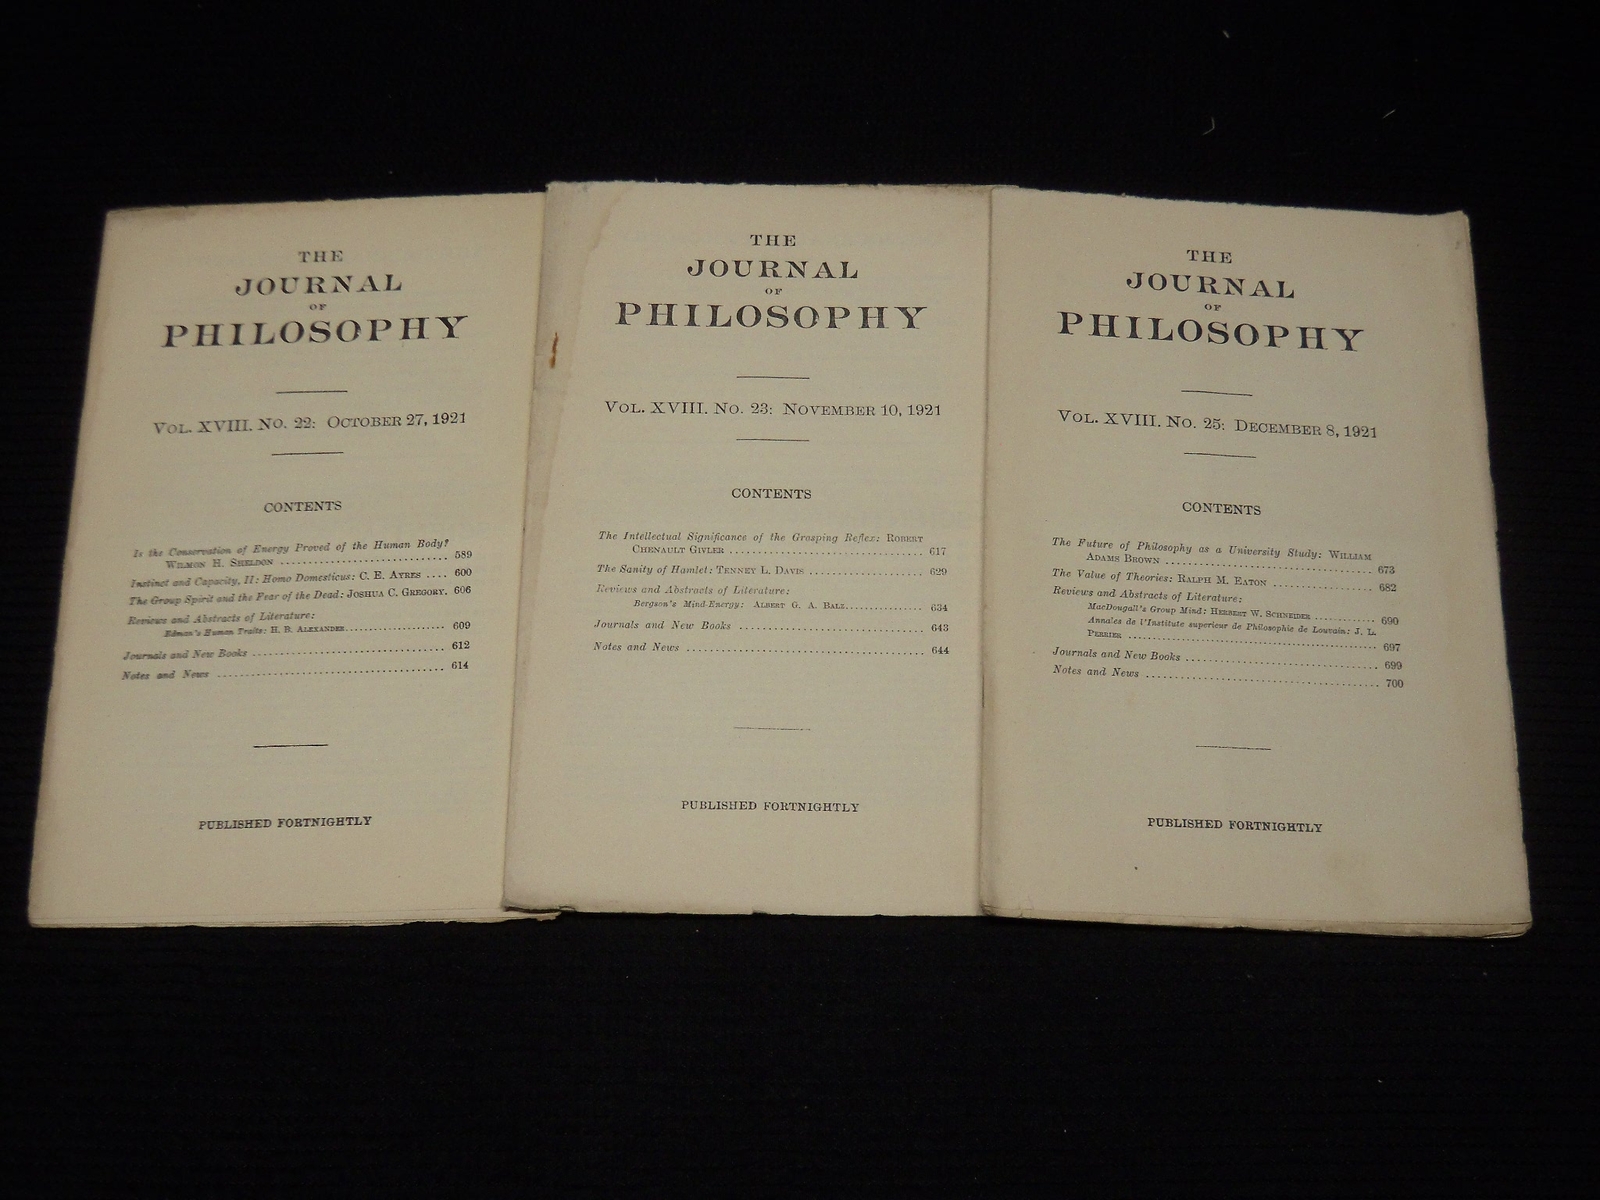 THE
JOURNAL
OF
PHILOSOPHY
VOL. XVIII. No. 22: OCTOBER 27, 1921
CONTENTS
Is the Conservation of Energy Proved of the Human Body?
WILMON H. SHELDON .......... 589
Instinct and Capacity, II: Homo Domesticus: C. E. AYRES .... 600
The Group Spirit and the Fear of the Dead: JOSHUA C. GREGORY. 606
Reviews and Abstracts of Literature:
Edman's Human Traits: H. B. ALEXANDER .......... 609
Journals and New Books .......... 612
Notes and News .......... 614
PUBLISHED FORTNIGHTLY
THE
JOURNAL
OF
PHILOSOPHY
VOL. XVIII. No. 23: NOVEMBER 10, 1921
CONTENTS
The Intellectual Significance of the Grasping Reflex: ROBERT
CHENAULT GIVLER .......... 617
The Sanity of Hamlet: TENNEY L. DAVIS .......... 629
Reviews and Abstracts of Literature:
Bergson's Mind-Energy: ALBERT G. A. BALZ .......... 634
Journals and New Books .......... 643
Notes and News .......... 644
PUBLISHED FORTNIGHTLY
THE
JOURNAL
OF
PHILOSOPHY
VOL. XVIII. No. 25: DECEMBER 8, 1921
CONTENTS
The Future of Philosophy as a University Study: WILLIAM
ADAMS BROWN .......... 673
The Value of Theories: RALPH M. EATON .......... 682
Reviews and Abstracts of Literature:
MacDougall's Group Mind: HERBERT W. SCHNEIDER .......... 690
Annales de l'Institute superieur de Philosophie de Louvain: J. L.
PERRIER .......... 697
Journals and New Books .......... 699
Notes and News .......... 700
PUBLISHED FORTNIGHTLY